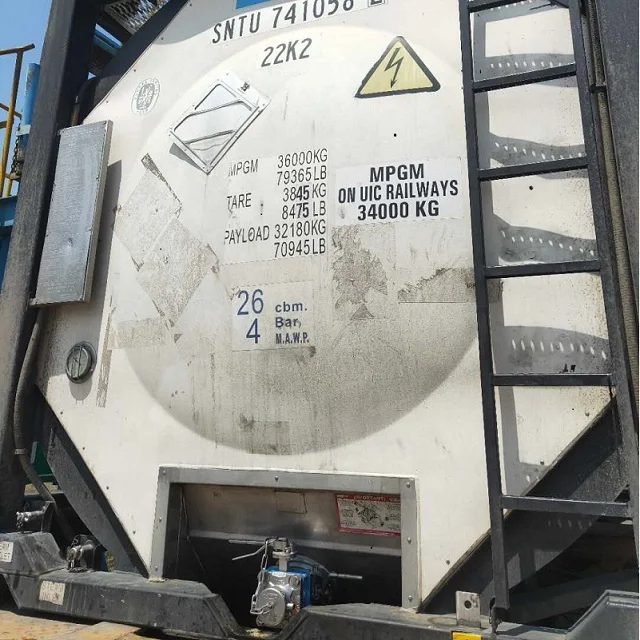 SNTU 741058
22K2
MPGM 36000KG
79365LB
TARE 3845KG
8475LB
PAYLOAD 32180KG
70945LB
MPGM
ON UIC RAILWAYS
34000 KG
26 cbm.
4 Bar,
M.A.W.P.